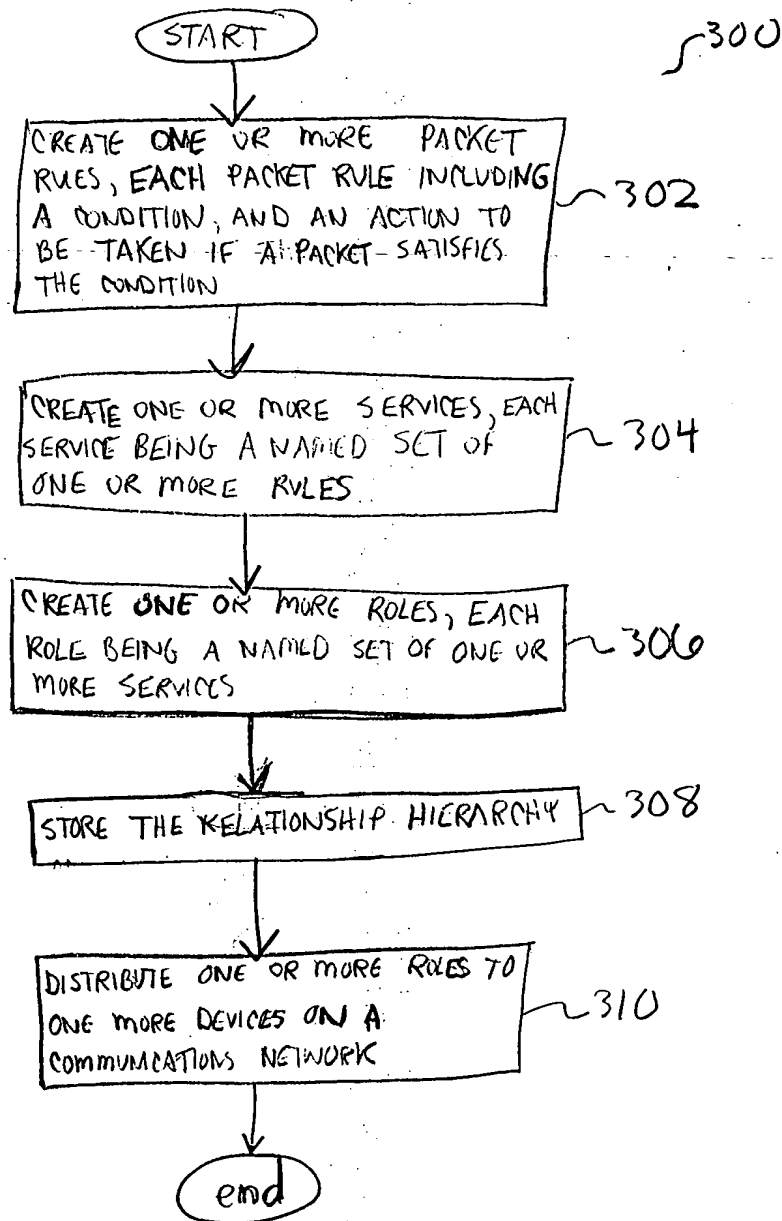 START
300
CREATE ONE OR MORE PACKET
RULES, EACH PACKET RULE INCLUDING
A CONDITION, AND AN ACTION TO
BE TAKEN IF A PACKET SATISFIES
THE CONDITION
302
CREATE ONE OR MORE SERVICES, EACH
SERVICE BEING A NAMED SET OF
ONE OR MORE RULES
304
CREATE ONE OR MORE ROLES, EACH
ROLE BEING A NAMED SET OF ONE OR
MORE SERVICES
306
STORE THE RELATIONSHIP HIERARCHY
308
DISTRIBUTE ONE OR MORE ROLES TO
ONE MORE DEVICES ON A
COMMUNCATIONS NETWORK
310
end